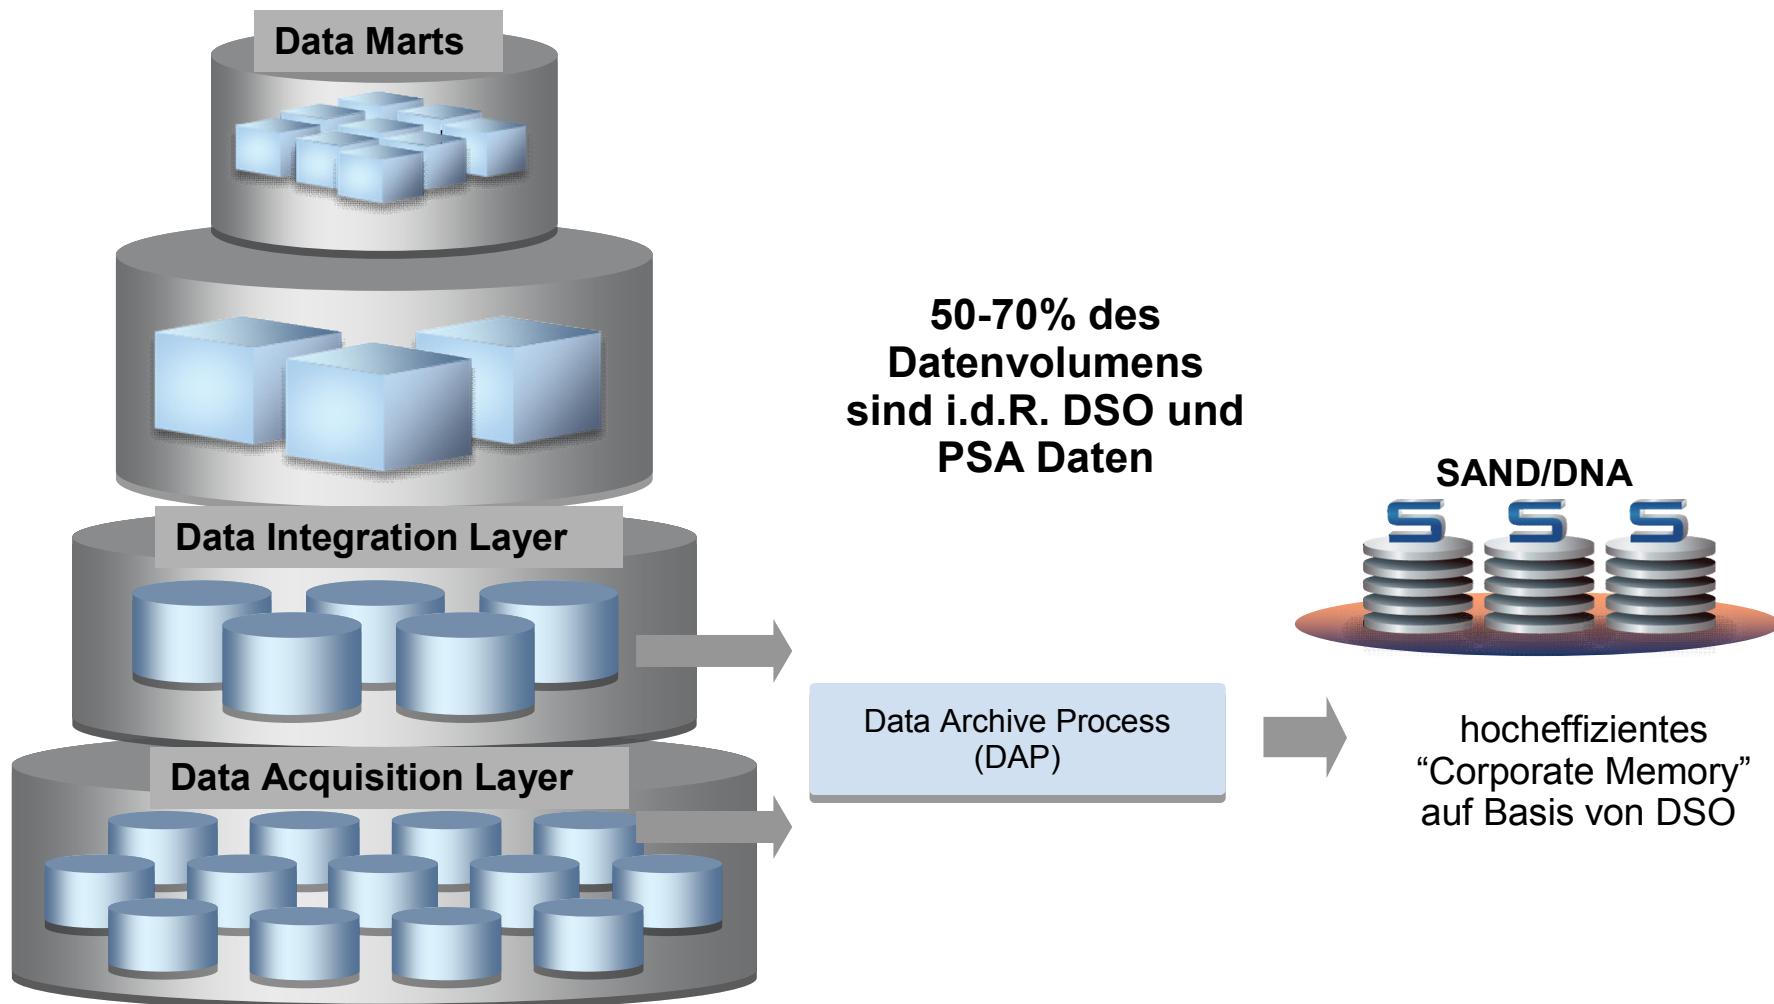 Data Marts
50-70% des
Datenvolumens
sind i.d.R. DSO und
PSA Daten
SAND/DNA
S S S
Data Integration Layer
Data Archive Process
(DAP)
hocheffizientes
“Corporate Memory”
auf Basis von DSO
Data Acquisition Layer